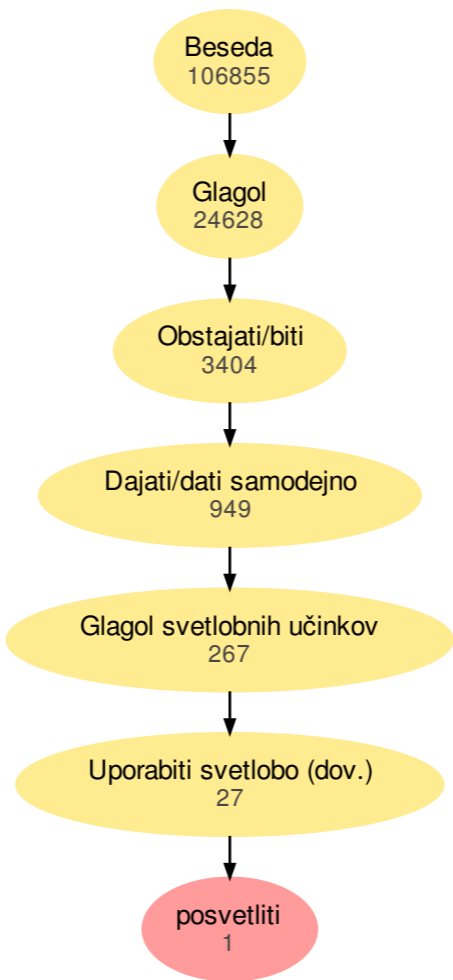 Beseda
106855
Glagol
24628
Obstajati/biti
3404
Dajati/dati samodejno
949
Glagol svetlobnih učinkov
267
Uporabiti svetlobo (dov.)
27
posvetliti
1